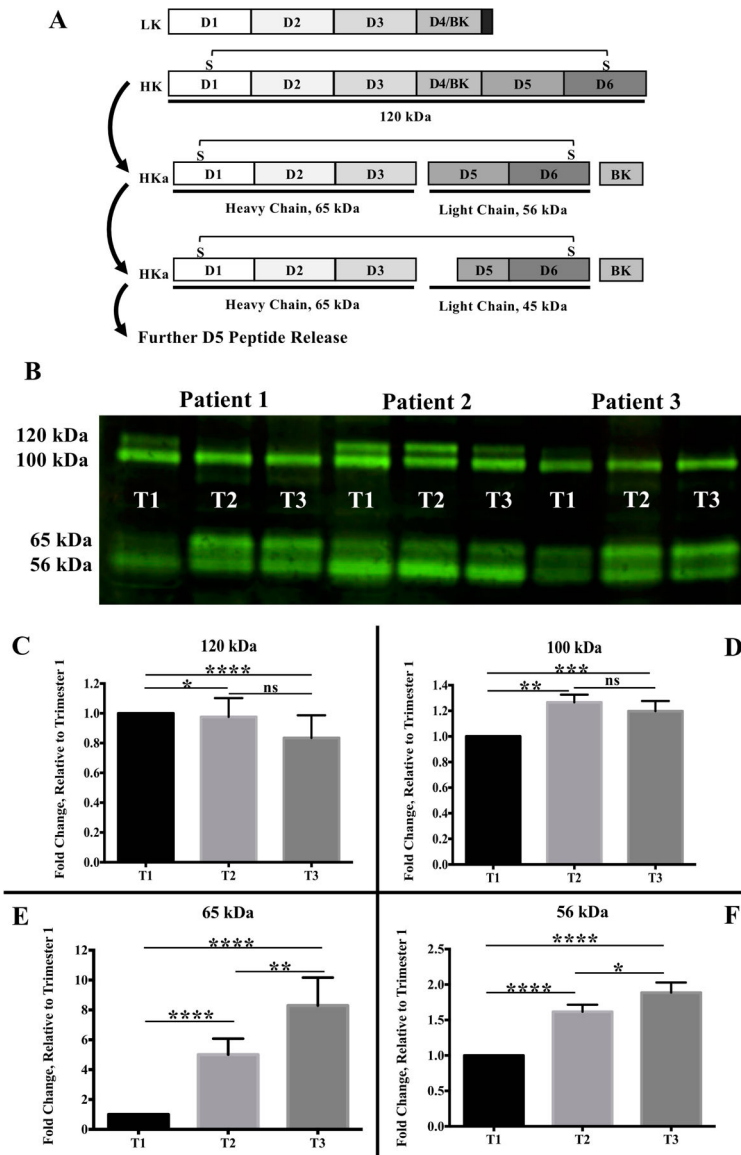 A
LK D1 D2 D3 D4/BK
S S
HK D1 D2 D3 D4/BK D5 D6
120 kDa
S S
HKa D1 D2 D3 D5 D6 BK
Heavy Chain, 65 kDa Light Chain, 56 kDa
S S
HKa D1 D2 D3 D5 D6 BK
Heavy Chain, 65 kDa Light Chain, 45 kDa
Further D5 Peptide Release
B
Patient 1 Patient 2 Patient 3
120 kDa
100 kDa
T1 T2 T3 T1 T2 T3 T1 T2 T3
65 kDa
56 kDa
C
120 kDa
Fold Change, Relative to Trimester 1
1.2
1.0
0.8
0.6
0.4
0.2
0.0
****
* ns
T1 T2 T3
D
100 kDa
Fold Change, Relative to Trimester 1
1.4
1.2
1.0
0.8
0.6
0.4
0.2
0.0
***
** ns
T1 T2 T3
E
65 kDa
Fold Change, Relative to Trimester 1
12
10
8
6
4
2
0
****
**
****
T1 T2 T3
F
56 kDa
Fold Change, Relative to Trimester 1
2.5
2.0
1.5
1.0
0.5
0.0
****
**** *
T1 T2 T3